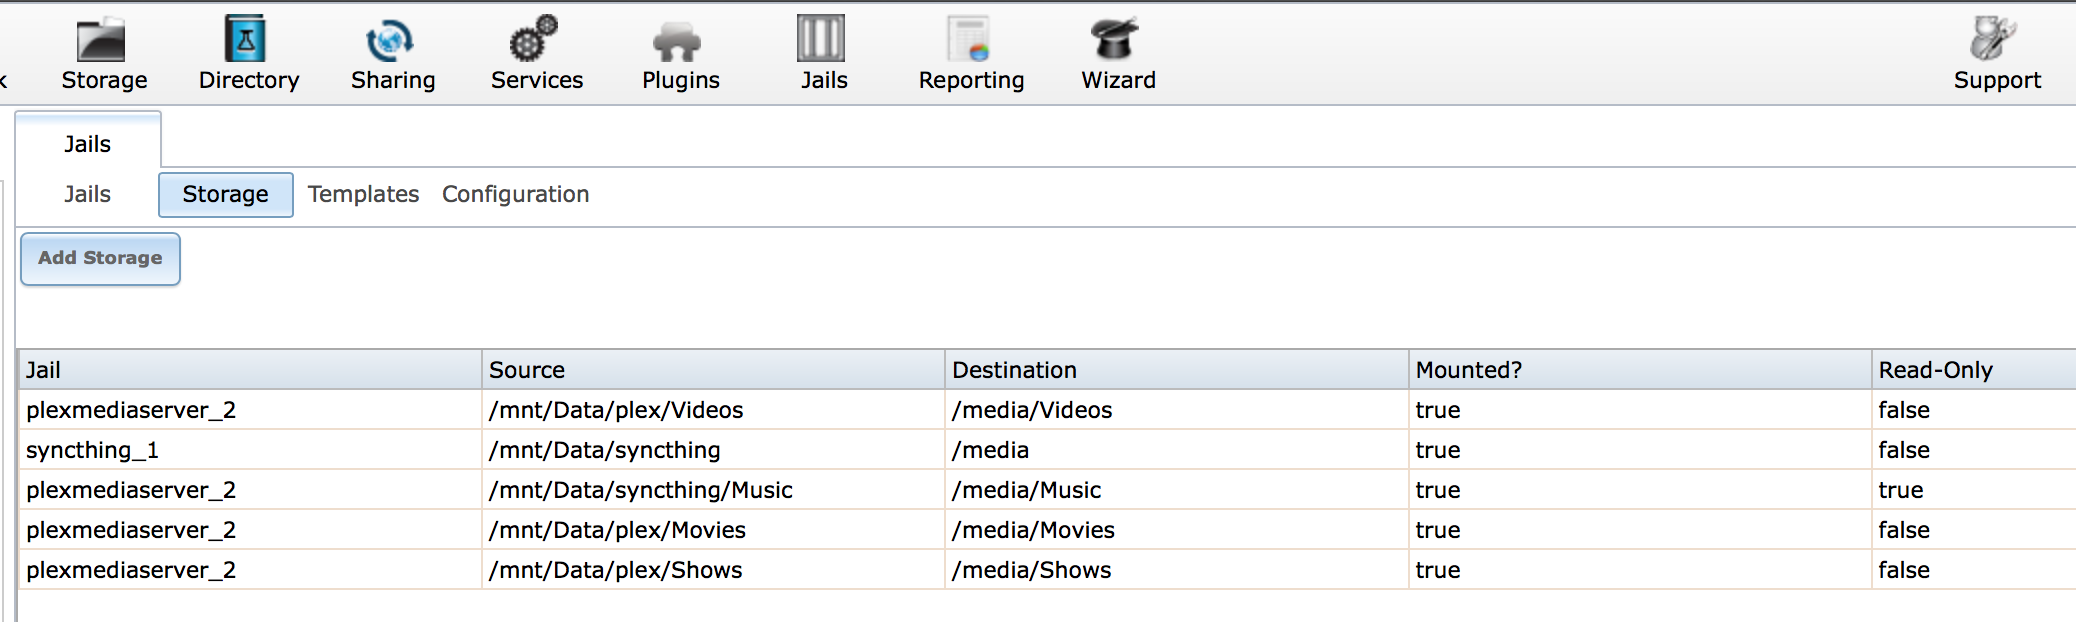 Storage Directory Sharing Services Plugins Jails Reporting Wizard Support
Jails
Jails Storage Templates Configuration
Add Storage
Jail Source Destination Mounted? Read-Only
plexmediaserver_2 /mnt/Data/plex/Videos /media/Videos true false
syncthing_1 /mnt/Data/syncthing /media true false
plexmediaserver_2 /mnt/Data/syncthing/Music /media/Music true true
plexmediaserver_2 /mnt/Data/plex/Movies /media/Movies true false
plexmediaserver_2 /mnt/Data/plex/Shows /media/Shows true false